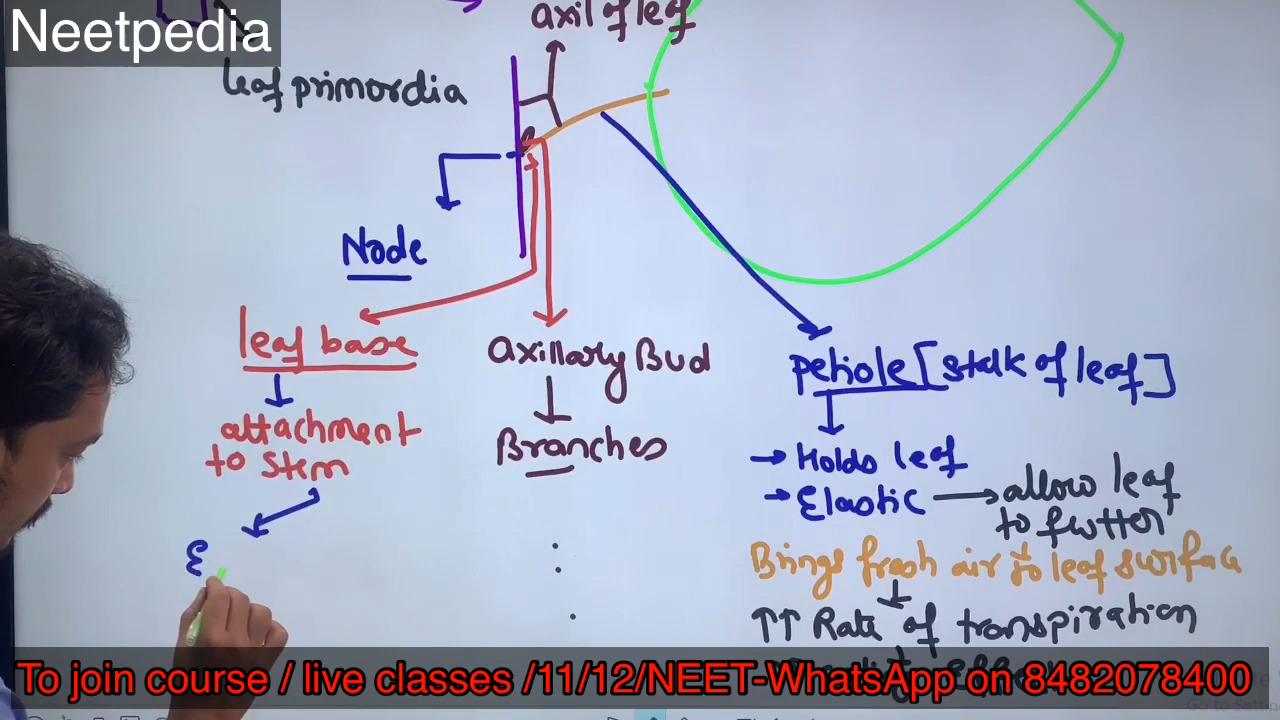 Neetpedia
axil of leaf
leaf primordia
Node
leaf base
axillary Bud
petiole [stalk of leaf]
attachment
to stem
Branches
→ Holds leaf
→ Elastic → allow leaf
to flutter
Brings fresh air to leaf surface
↑↑ Rate of transpiration
To join course / live classes /11/12/NEET-WhatsApp on 8482078400